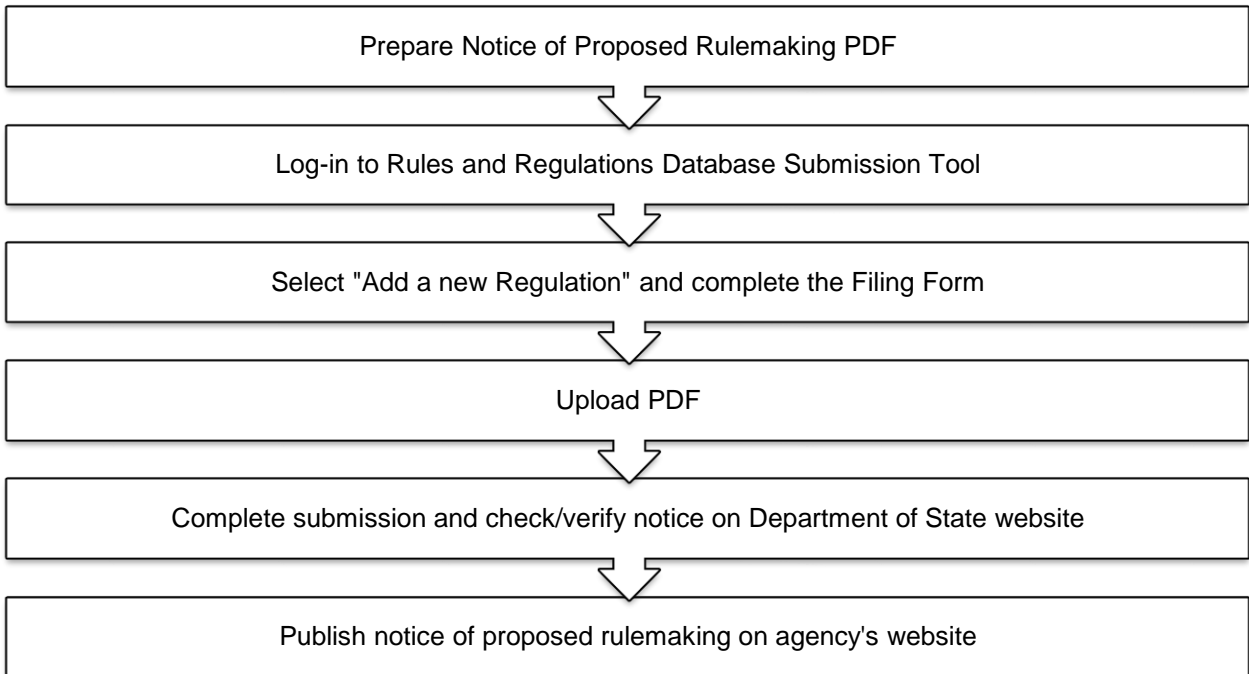 Prepare Notice of Proposed Rulemaking PDF
Log-in to Rules and Regulations Database Submission Tool
Select "Add a new Regulation" and complete the Filing Form
Upload PDF
Complete submission and check/verify notice on Department of State website
Publish notice of proposed rulemaking on agency's website